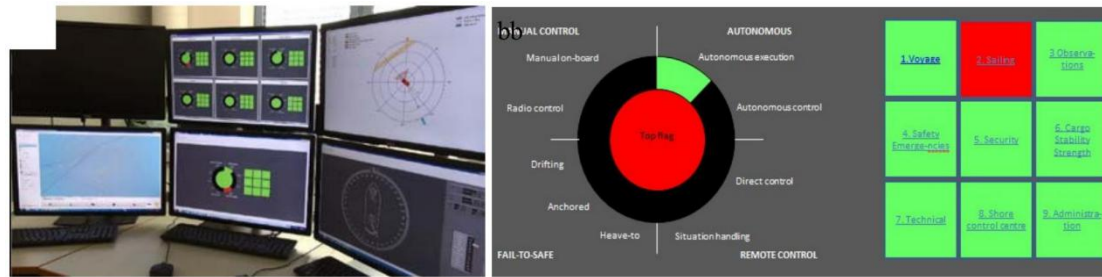 bb
MANUAL CONTROL
AUTONOMOUS
Manual on-board
Autonomous execution
Radio control
Autonomous control
Top flag
Drifting
Direct control
Anchored
Heave-to
Situation handling
FAIL-TO-SAFE
REMOTE CONTROL
1.Voyage
2. Sailing
3 Observa-
tions
4. Safety
Emerge-ncies
5. Security
6. Cargo
Stability
Strength
7. Technical
8. Shore
control centre
9. Administra-
tion